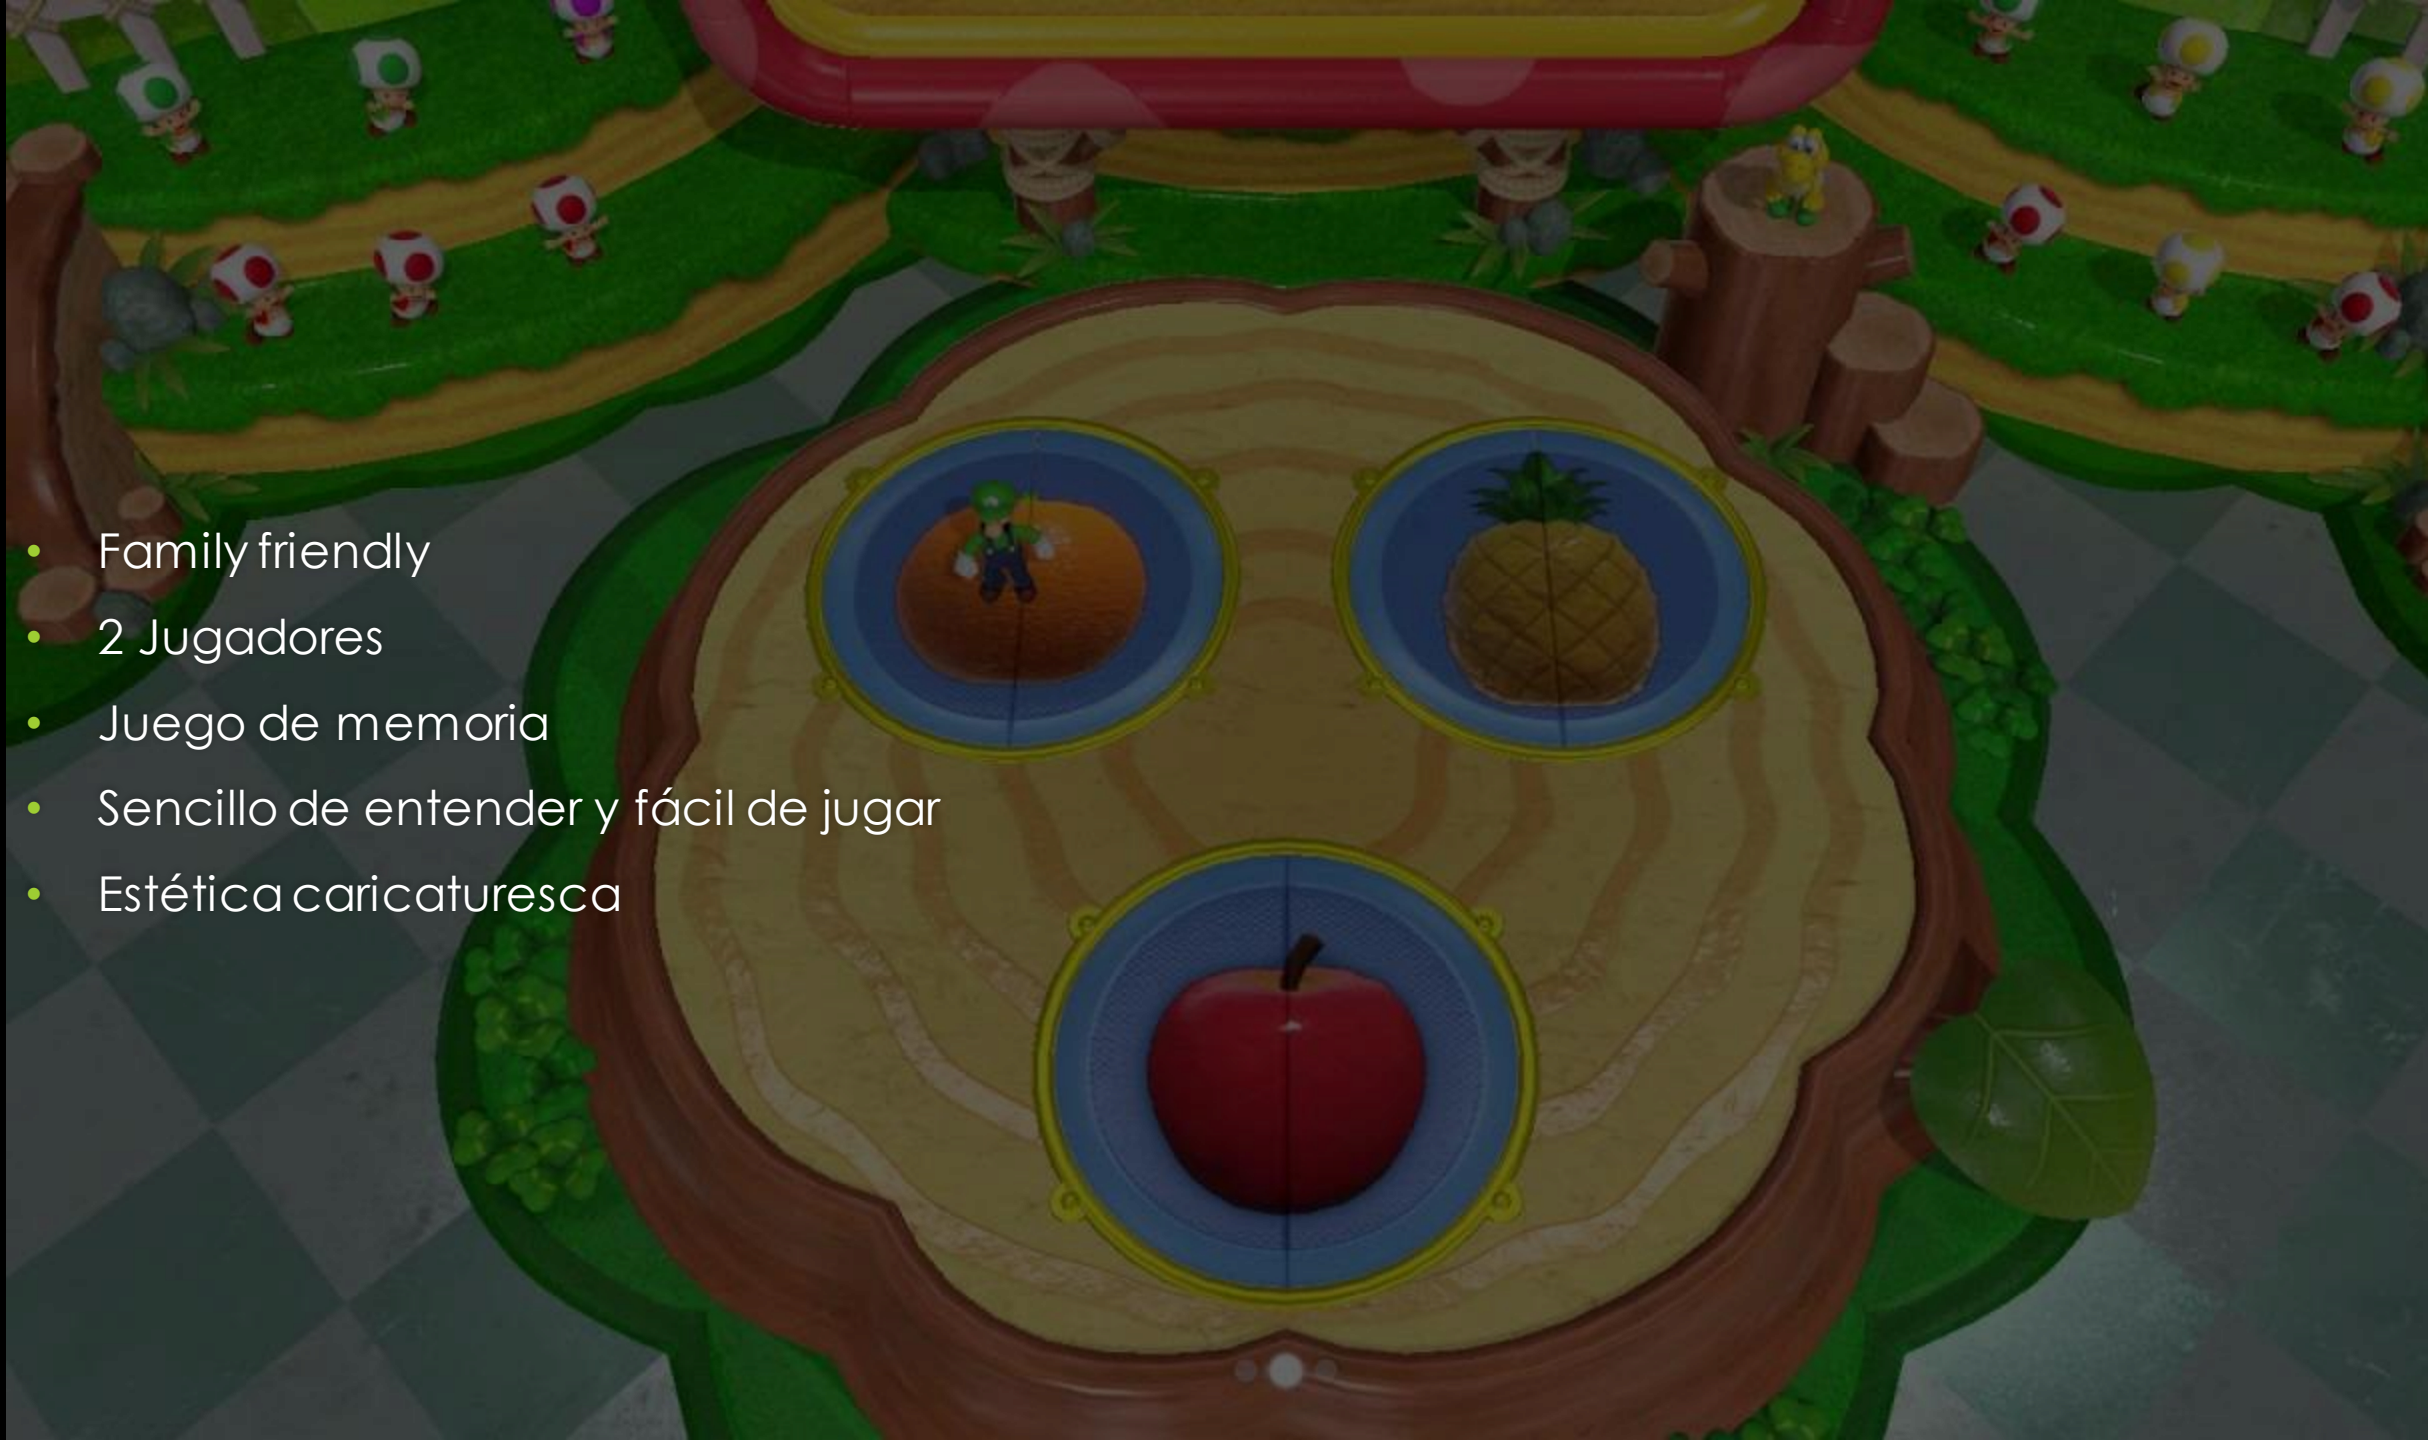 • Family friendly
• 2 Jugadores
• Juego de memoria
• Sencillo de entender y fácil de jugar
• Estética caricaturesca